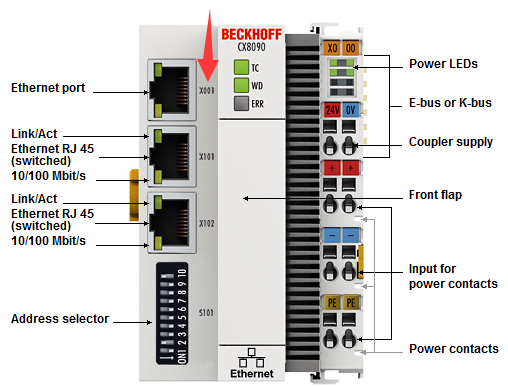 BECKHOFF
CX8090
TC
WD
ERR
X001
X101
X102
S101
ON 1 2 3 4 5 6 7 8 9 10
Ethernet
X0 00
24V 0V
+ +
− −
PE PE
Ethernet port
Link/Act
Ethernet RJ 45
(switched)
10/100 Mbit/s
Link/Act
Ethernet RJ 45
(switched)
10/100 Mbit/s
Address selector
Power LEDs
E-bus or K-bus
Coupler supply
Front flap
Input for
power contacts
Power contacts